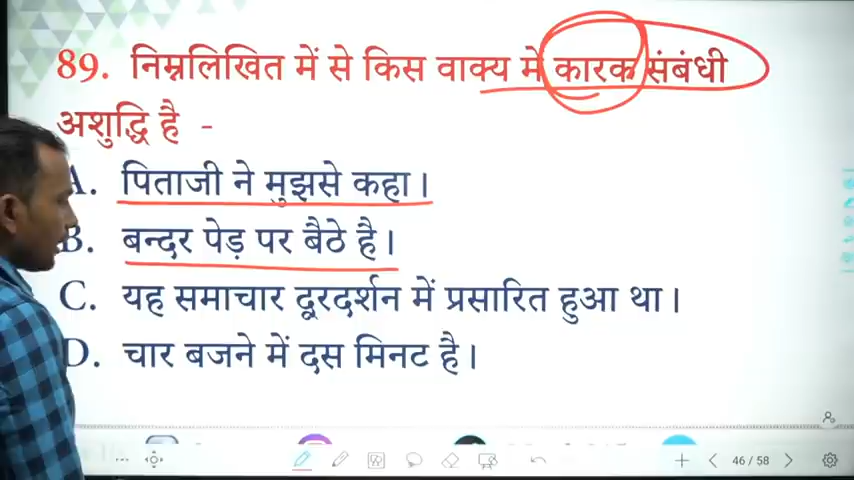 89. निम्नलिखित में से किस वाक्य में कारक संबंधी
अशुद्धि है -
A. पिताजी ने मुझसे कहा।
B. बन्दर पेड़ पर बैठे है।
C. यह समाचार दूरदर्शन में प्रसारित हुआ था।
D. चार बजने में दस मिनट है।
46 / 58